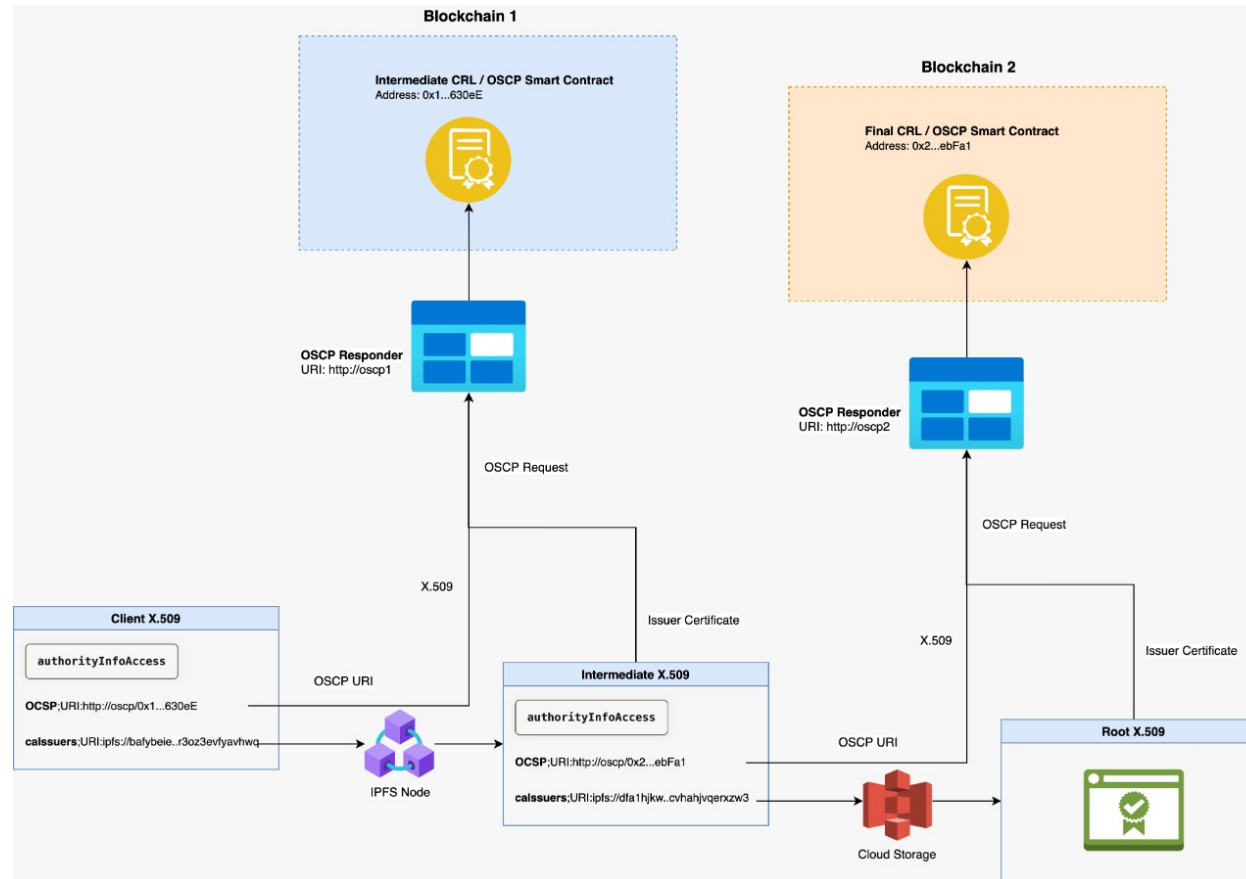 Blockchain 1
Intermediate CRL / OSCP Smart Contract
Address: 0x1...630eE
Blockchain 2
Final CRL / OSCP Smart Contract
Address: 0x2...ebFa1
OSCP Responder
URI: http://oscp1
OSCP Responder
URI: http://oscp2
OSCP Request
OSCP Request
X.509
Issuer Certificate
X.509
Issuer Certificate
Client X.509
authorityInfoAccess
OCSP;URI:http://oscp/0x1...630eE
caIssuers;URI:ipfs://bafybeie..r3oz3evfyavhwq
OSCP URI
IPFS Node
Intermediate X.509
authorityInfoAccess
OCSP;URI:http://oscp/0x2...ebFa1
caIssuers;URI:ipfs://dfa1hjkw..cvhahjvqerxzw3
OSCP URI
Cloud Storage
Root X.509